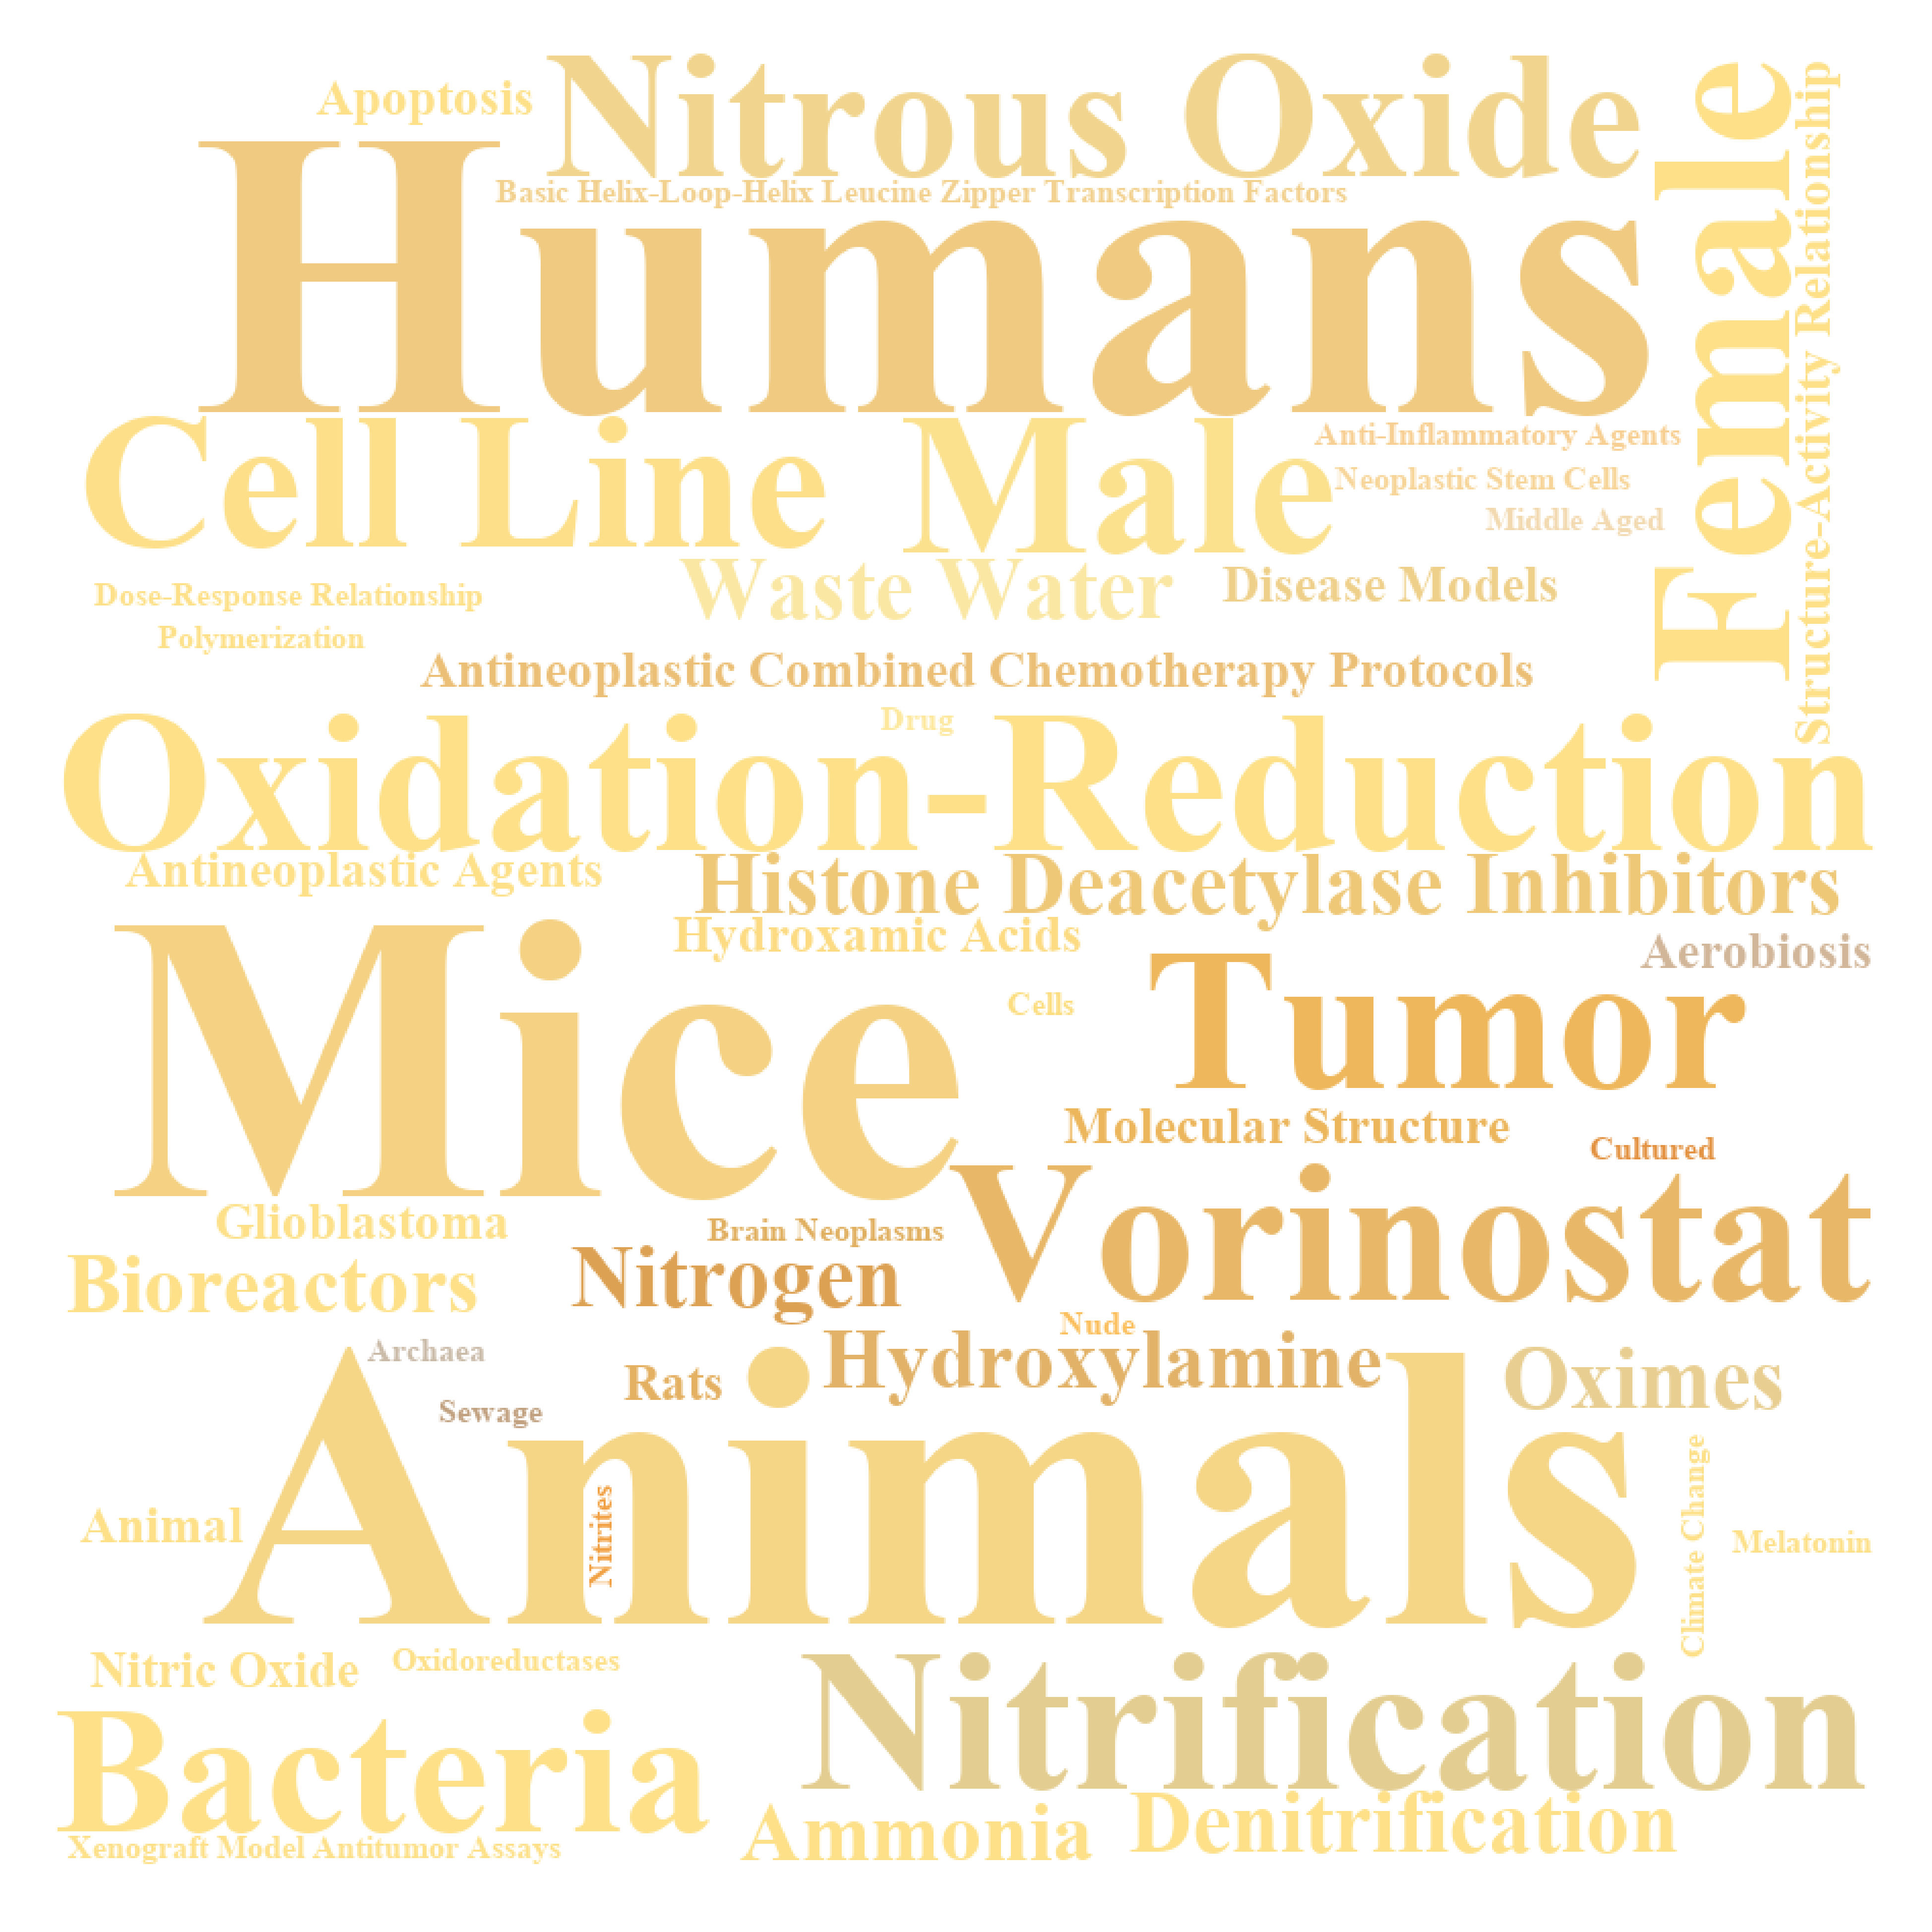 Nitrous Oxide
Apoptosis
Basic Helix-Loop-Helix Leucine Zipper Transcription Factors
Humans
Female
Structure-Activity Relationship
Cell Line
Male
Anti-Inflammatory Agents
Neoplastic Stem Cells
Middle Aged
Waste Water
Disease Models
Dose-Response Relationship
Polymerization
Antineoplastic Combined Chemotherapy Protocols
Drug
Oxidation-Reduction
Antineoplastic Agents
Histone Deacetylase Inhibitors
Hydroxamic Acids
Aerobiosis
Mice
Cells
Tumor
Molecular Structure
Cultured
Vorinostat
Glioblastoma
Brain Neoplasms
Bioreactors
Nitrogen
Nude
Archaea
Hydroxylamine
Oximes
Rats
Sewage
Animals
Animal
Nitrites
Climate Change
Melatonin
Nitric Oxide
Oxidoreductases
Nitrification
Bacteria
Ammonia
Denitrification
Xenograft Model Antitumor Assays